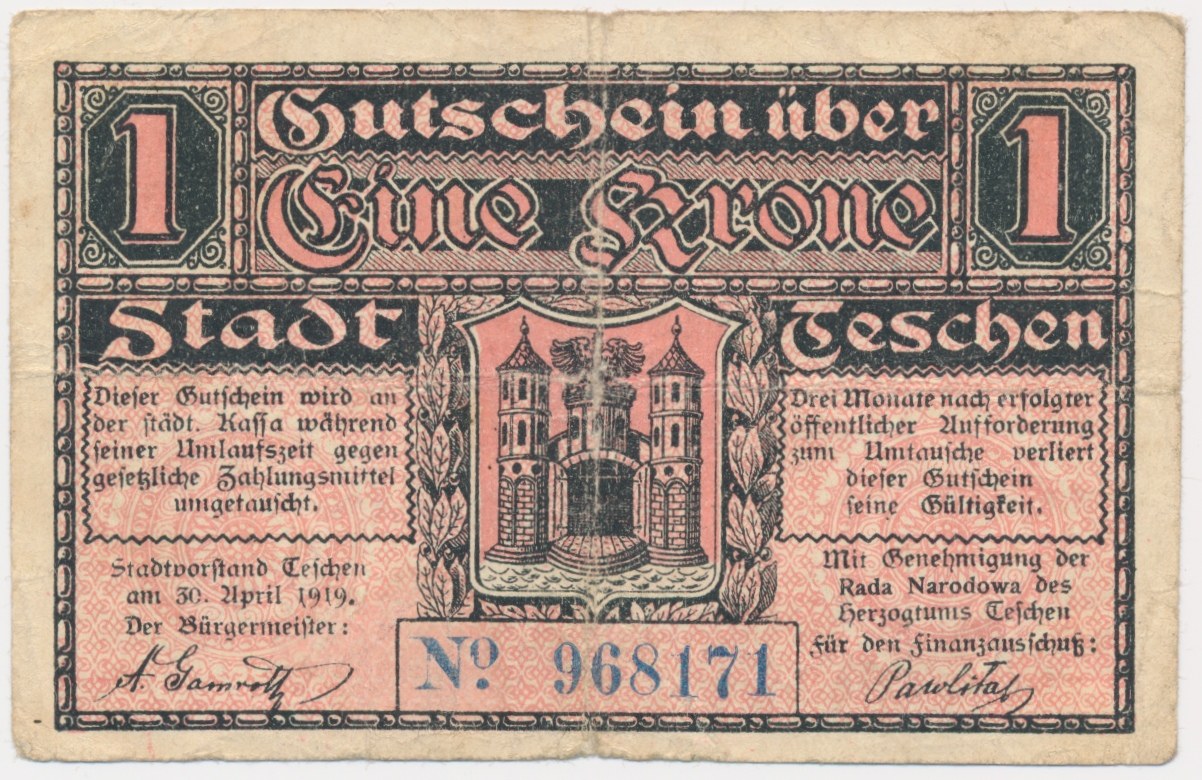 1
Gutschein über
1
Eine Krone
Stadt
Teschen
Dieser Gutschein wird an
der städt. Kassa während
seiner Umlaufszeit gegen
gesetzliche Zahlungsmittel
umgetauscht.
Drei Monate nach erfolgter
öffentlicher Aufforderung
zum Umtausche verliert
dieser Gutschein
seine Gültigkeit.
Stadtvorstand Teschen
am 30. April 1919.
Der Bürgermeister:
A. Gamroth
Mit Genehmigung der
Rada Narodowa des
Herzogtums Teschen
Für den Finanzausschuß:
Pawlitas
No. 968171